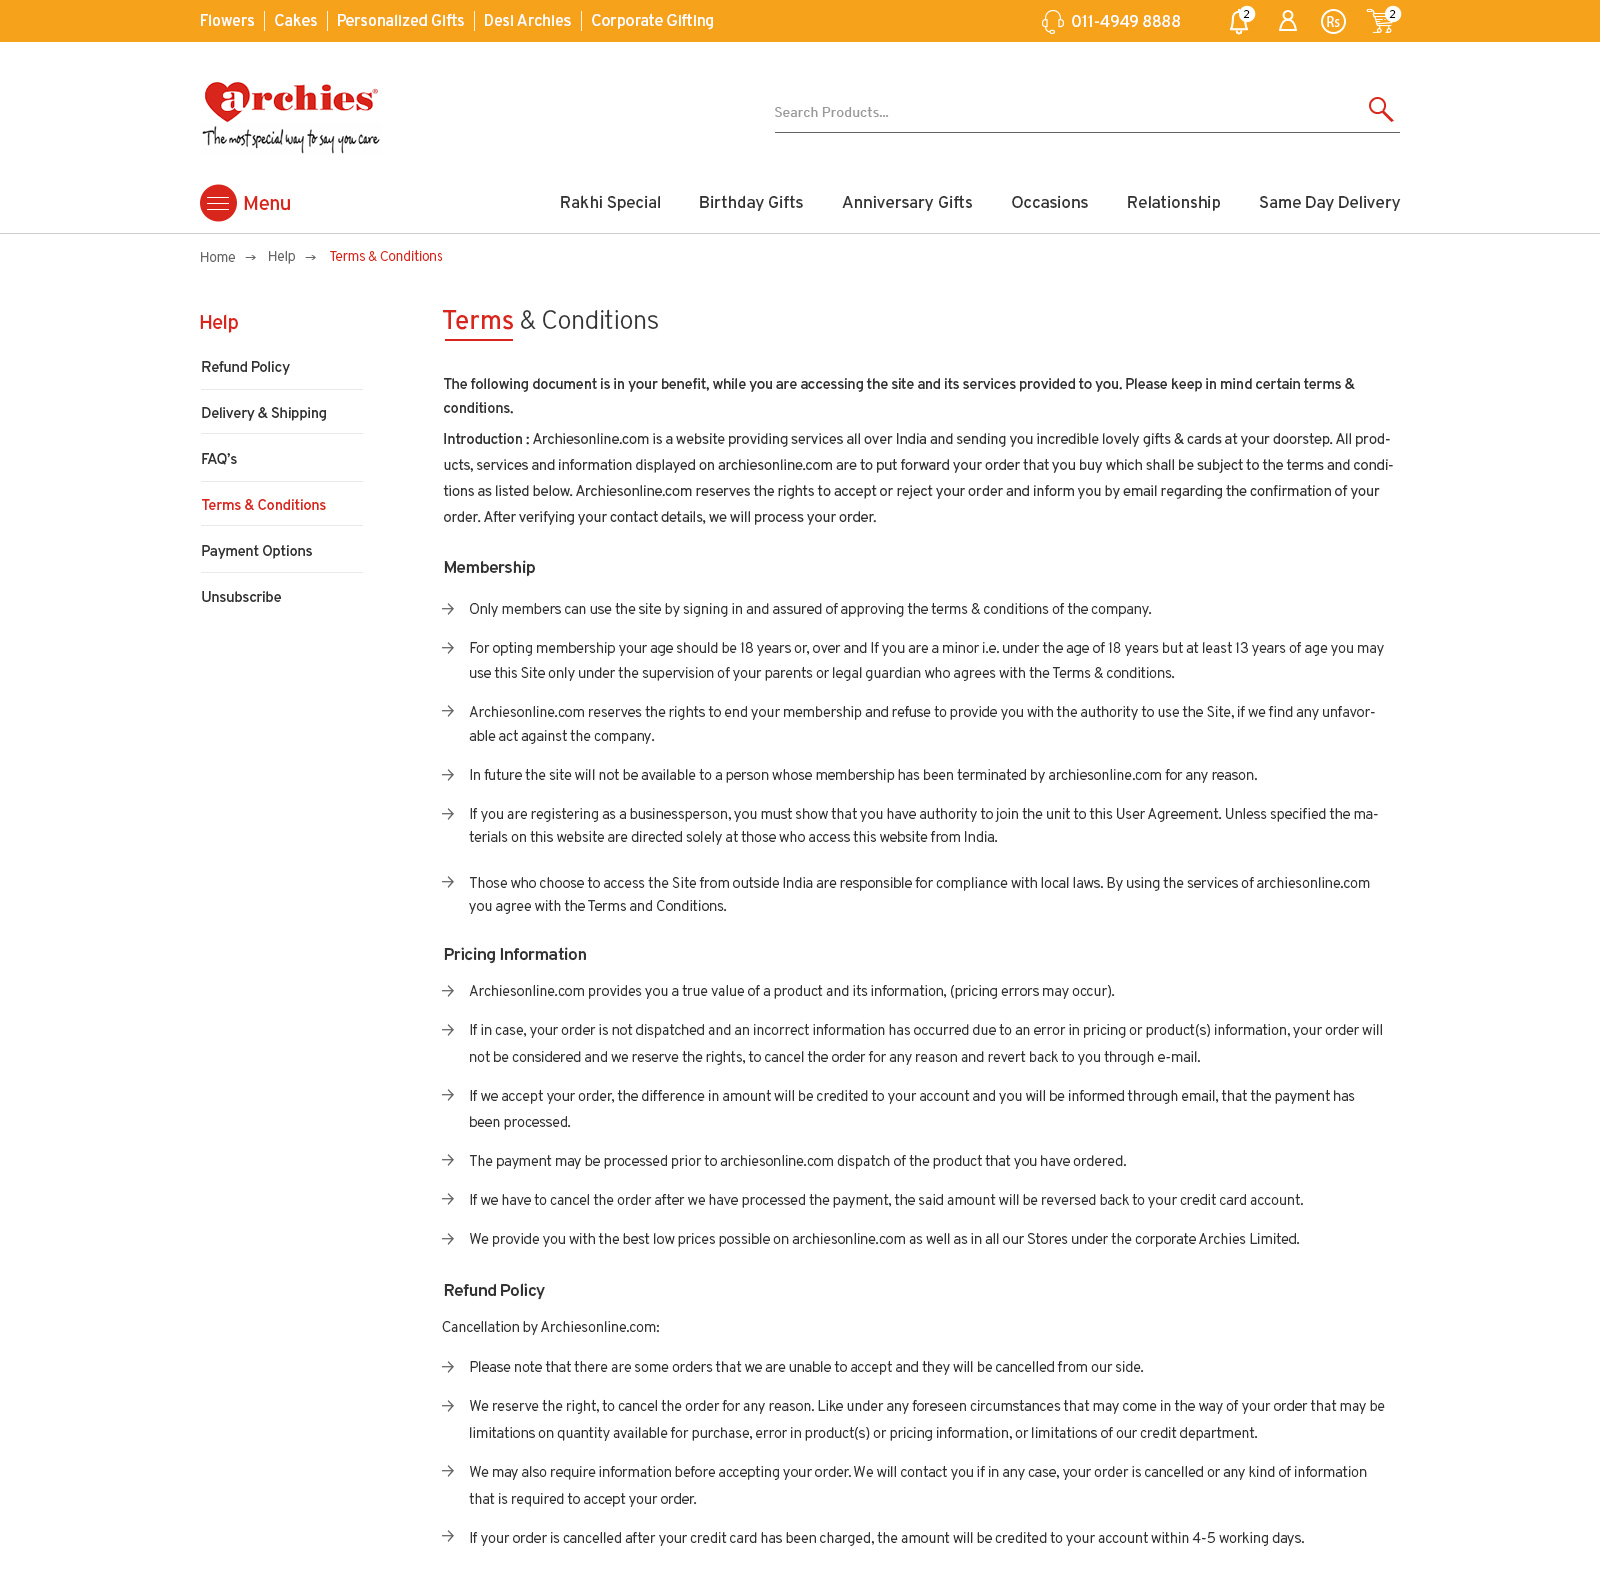 Flowers | Cakes | Personalized Gifts | Desi Archies | Corporate Gifting
011-4949 8888
2
Rs
2
archies®
The most special way to say you care
Search Products...
Menu
Rakhi Special Birthday Gifts Anniversary Gifts Occasions Relationship Same Day Delivery
Home → Help → Terms & Conditions
Help
Refund Policy
Delivery & Shipping
FAQ's
Terms & Conditions
Payment Options
Unsubscribe
Terms & Conditions
The following document is in your benefit, while you are accessing the site and its services provided to you. Please keep in mind certain terms &
conditions.
Introduction : Archiesonline.com is a website providing services all over India and sending you incredible lovely gifts & cards at your doorstep. All prod-
ucts, services and information displayed on archiesonline.com are to put forward your order that you buy which shall be subject to the terms and condi-
tions as listed below. Archiesonline.com reserves the rights to accept or reject your order and inform you by email regarding the confirmation of your
order. After verifying your contact details, we will process your order.
Membership
→ Only members can use the site by signing in and assured of approving the terms & conditions of the company.
→ For opting membership your age should be 18 years or, over and If you are a minor i.e. under the age of 18 years but at least 13 years of age you may
use this Site only under the supervision of your parents or legal guardian who agrees with the Terms & conditions.
→ Archiesonline.com reserves the rights to end your membership and refuse to provide you with the authority to use the Site, if we find any unfavor-
able act against the company.
→ In future the site will not be available to a person whose membership has been terminated by archiesonline.com for any reason.
→ If you are registering as a businessperson, you must show that you have authority to join the unit to this User Agreement. Unless specified the ma-
terials on this website are directed solely at those who access this website from India.
→ Those who choose to access the Site from outside India are responsible for compliance with local laws. By using the services of archiesonline.com
you agree with the Terms and Conditions.
Pricing Information
→ Archiesonline.com provides you a true value of a product and its information, (pricing errors may occur).
→ If in case, your order is not dispatched and an incorrect information has occurred due to an error in pricing or product(s) information, your order will
not be considered and we reserve the rights, to cancel the order for any reason and revert back to you through e-mail.
→ If we accept your order, the difference in amount will be credited to your account and you will be informed through email, that the payment has
been processed.
→ The payment may be processed prior to archiesonline.com dispatch of the product that you have ordered.
→ If we have to cancel the order after we have processed the payment, the said amount will be reversed back to your credit card account.
→ We provide you with the best low prices possible on archiesonline.com as well as in all our Stores under the corporate Archies Limited.
Refund Policy
Cancellation by Archiesonline.com:
→ Please note that there are some orders that we are unable to accept and they will be cancelled from our side.
→ We reserve the right, to cancel the order for any reason. Like under any foreseen circumstances that may come in the way of your order that may be
limitations on quantity available for purchase, error in product(s) or pricing information, or limitations of our credit department.
→ We may also require information before accepting your order. We will contact you if in any case, your order is cancelled or any kind of information
that is required to accept your order.
→ If your order is cancelled after your credit card has been charged, the amount will be credited to your account within 4-5 working days.